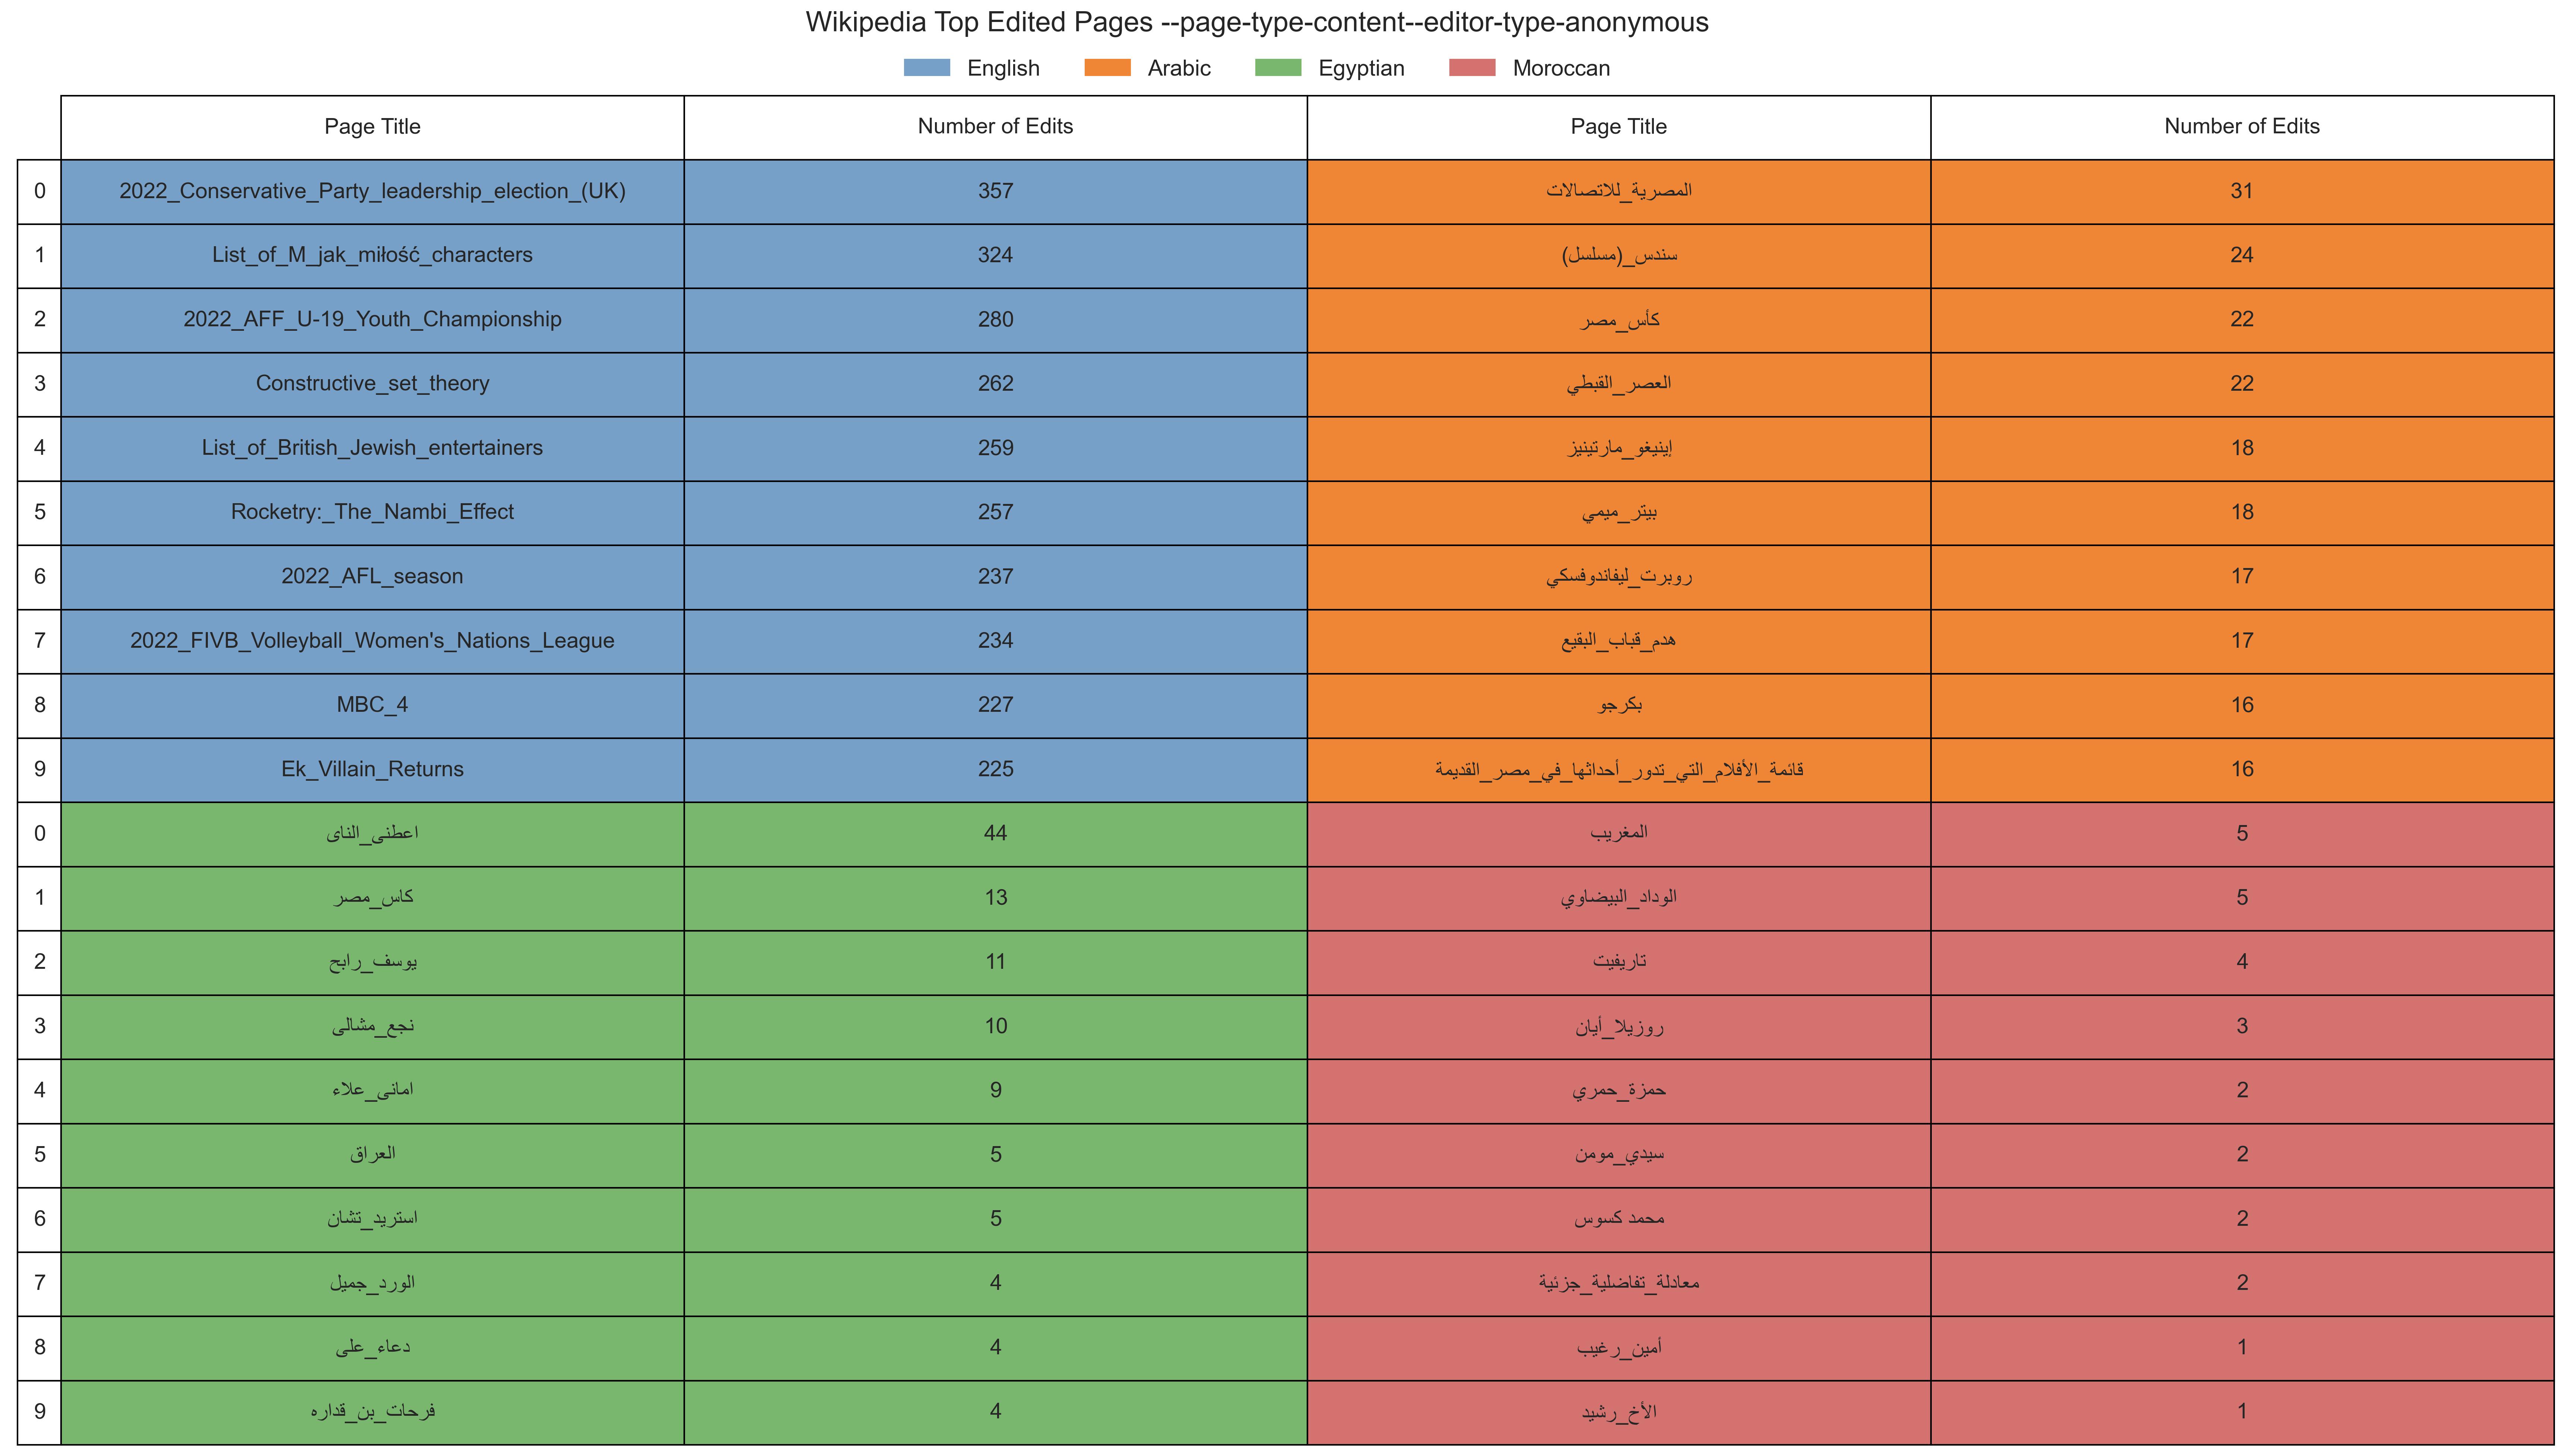 Wikipedia Top Edited Pages --page-type-content--editor-type-anonymous
English Arabic Egyptian Moroccan
Page Title Number of Edits Page Title Number of Edits
0 2022_Conservative_Party_leadership_election_(UK) 357 المصرية_للاتصالات 31
1 List_of_M_jak_miłość_characters 324 سندس_(مسلسل) 24
2 2022_AFF_U-19_Youth_Championship 280 كأس_مصر 22
3 Constructive_set_theory 262 العصر_القبطي 22
4 List_of_British_Jewish_entertainers 259 إينيغو_مارتينيز 18
5 Rocketry:_The_Nambi_Effect 257 بيتر_ميمي 18
6 2022_AFL_season 237 روبرت_ليفاندوفسكي 17
7 2022_FIVB_Volleyball_Women's_Nations_League 234 هدم_قباب_البقيع 17
8 MBC_4 227 بكرجو 16
9 Ek_Villain_Returns 225 قائمة_الأفلام_التي_تدور_أحداثها_في_مصر_القديمة 16
0 اعطنى_الناى 44 المغريب 5
1 كاس_مصر 13 الوداد_البيضاوي 5
2 يوسف_رابح 11 تاريفيت 4
3 نجع_مشالى 10 روزيلا_أيان 3
4 امانى_علاء 9 حمزة_حمري 2
5 العراق 5 سيدي_مومن 2
6 استريد_تشان 5 محمد كسوس 2
7 الورد_جميل 4 معادلة_تفاضلية_جزئية 2
8 دعاء_على 4 أمين_رغيب 1
9 فرحات_بن_قداره 4 الأخ_رشيد 1